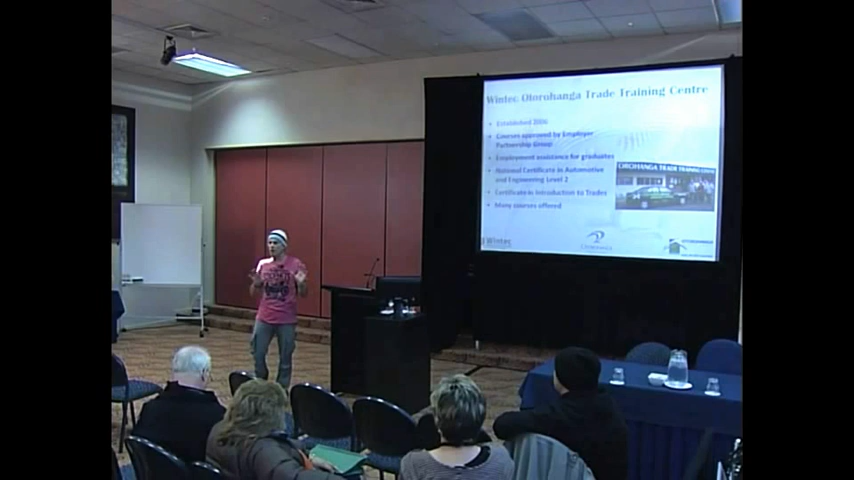 Wintec Otorohanga Trade Training Centre
• Established 2006
• Courses approved by Employer
Partnership Group
• Employment assistance for graduates
• National Certificate in Automotive
and Engineering Level 2
• Certificate in Introduction to Trades
• Many courses offered
OTOROHANGA TRADE TRAINING CENTRE
Wintec